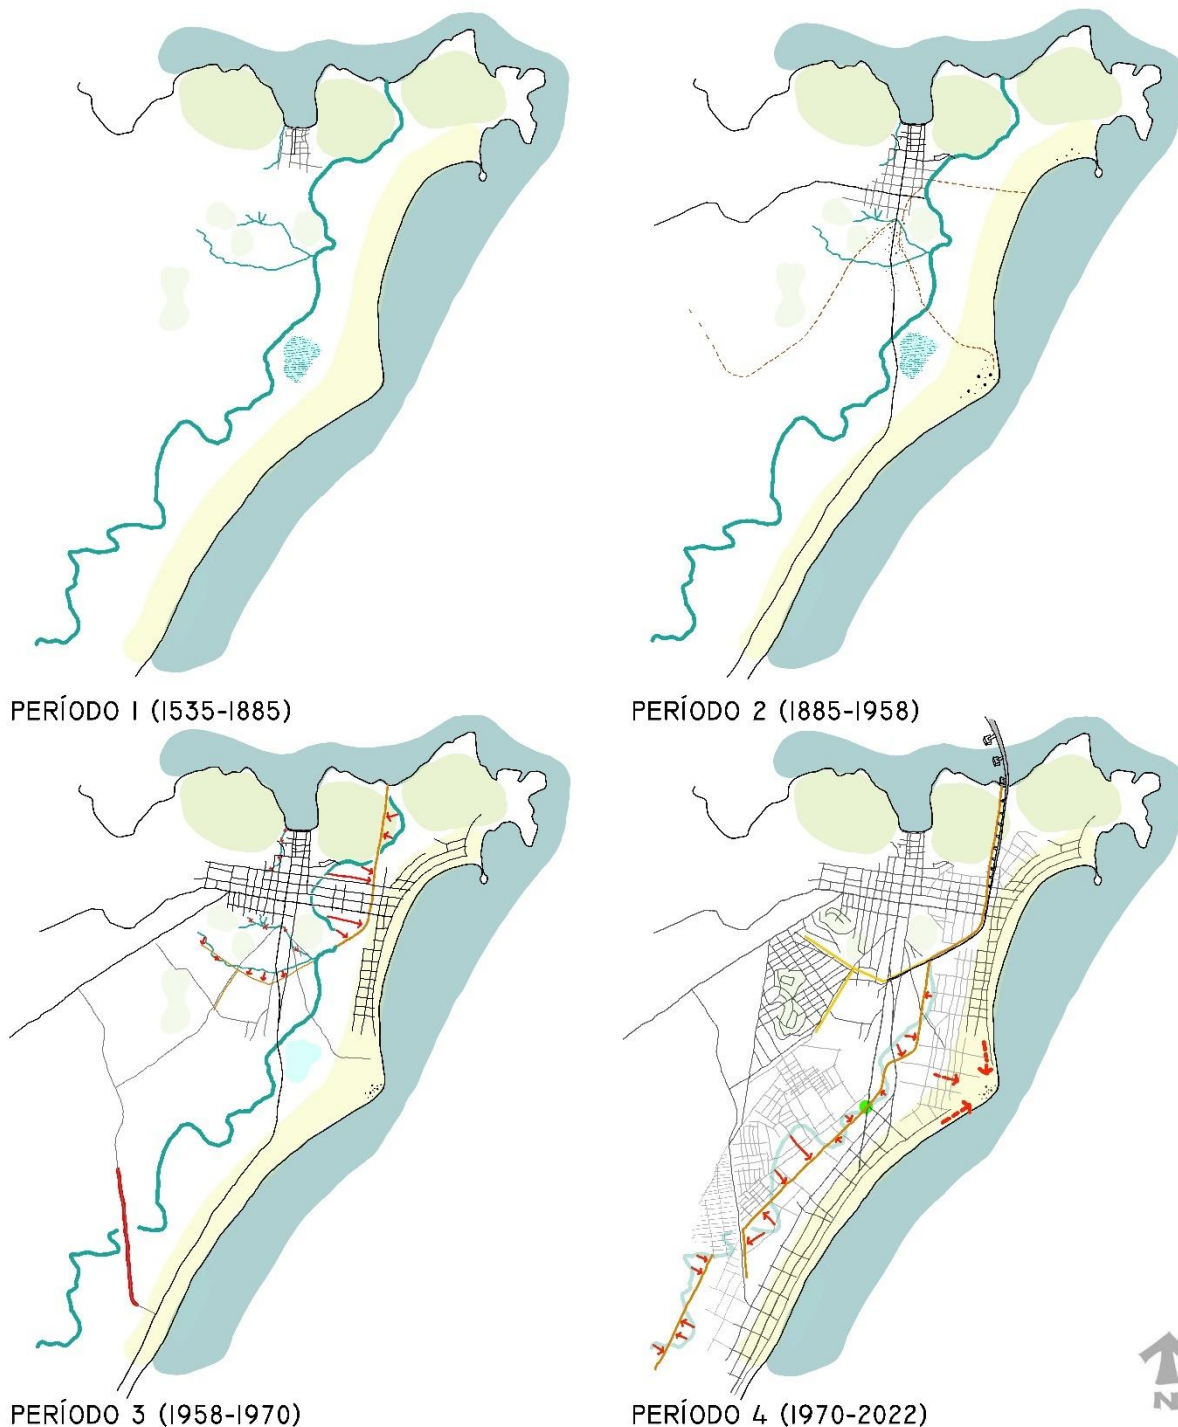 PERÍODO 1 (1535-1885)
PERÍODO 2 (1885-1958)
PERÍODO 3 (1958-1970)
PERÍODO 4 (1970-2022)
N